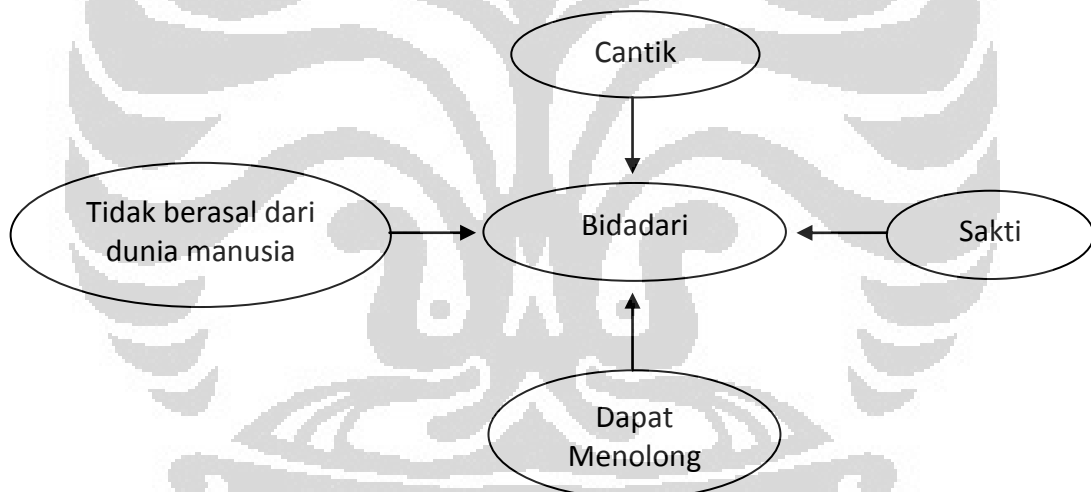 Cantik
Tidak berasal dari
dunia manusia
Bidadari
Sakti
Dapat
Menolong